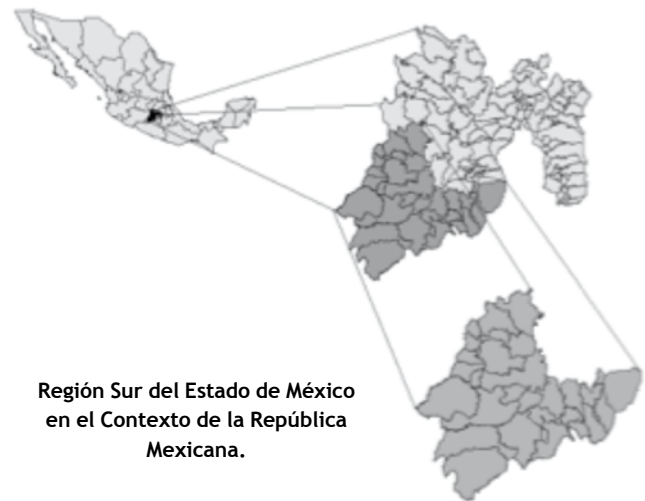 Región Sur del Estado de México
en el Contexto de la República
Mexicana.